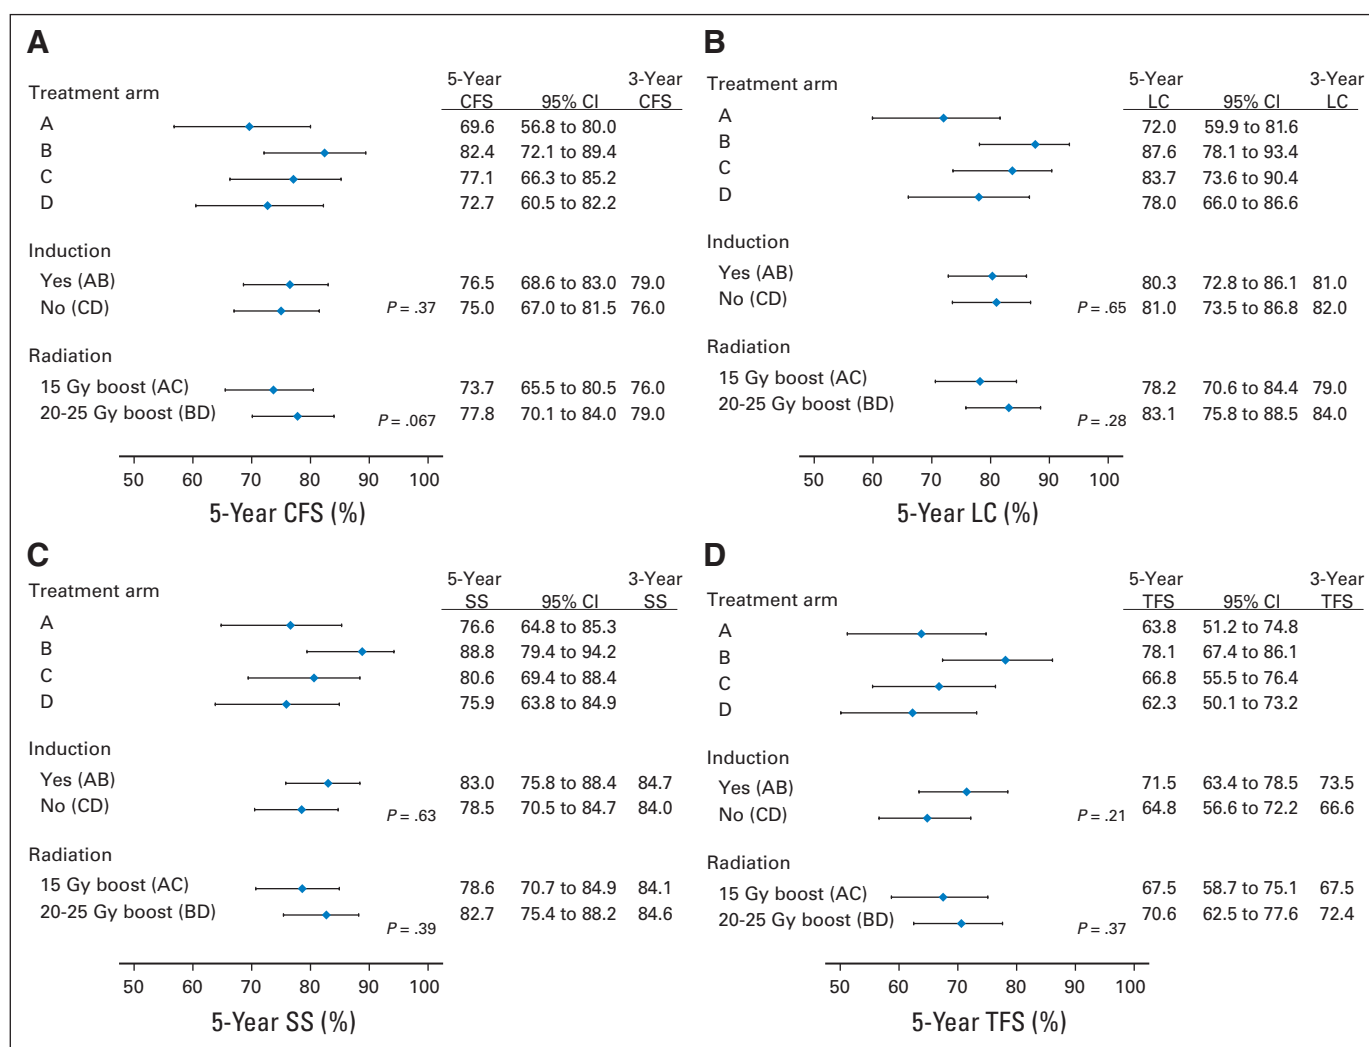 A
5-Year 3-Year
Treatment arm CFS 95% CI CFS
A 69.6 56.8 to 80.0
B 82.4 72.1 to 89.4
C 77.1 66.3 to 85.2
D 72.7 60.5 to 82.2
Induction
Yes (AB) 76.5 68.6 to 83.0 79.0
No (CD) P = .37 75.0 67.0 to 81.5 76.0
Radiation
15 Gy boost (AC) 73.7 65.5 to 80.5 76.0
20-25 Gy boost (BD) P = .067 77.8 70.1 to 84.0 79.0
50 60 70 80 90 100
5-Year CFS (%)
B
5-Year 3-Year
Treatment arm LC 95% CI LC
A 72.0 59.9 to 81.6
B 87.6 78.1 to 93.4
C 83.7 73.6 to 90.4
D 78.0 66.0 to 86.6
Induction
Yes (AB) 80.3 72.8 to 86.1 81.0
No (CD) P = .65 81.0 73.5 to 86.8 82.0
Radiation
15 Gy boost (AC) 78.2 70.6 to 84.4 79.0
20-25 Gy boost (BD) P = .28 83.1 75.8 to 88.5 84.0
50 60 70 80 90 100
5-Year LC (%)
C
5-Year 3-Year
Treatment arm SS 95% CI SS
A 76.6 64.8 to 85.3
B 88.8 79.4 to 94.2
C 80.6 69.4 to 88.4
D 75.9 63.8 to 84.9
Induction
Yes (AB) 83.0 75.8 to 88.4 84.7
No (CD) P = .63 78.5 70.5 to 84.7 84.0
Radiation
15 Gy boost (AC) 78.6 70.7 to 84.9 84.1
20-25 Gy boost (BD) P = .39 82.7 75.4 to 88.2 84.6
50 60 70 80 90 100
5-Year SS (%)
D
5-Year 3-Year
Treatment arm TFS 95% CI TFS
A 63.8 51.2 to 74.8
B 78.1 67.4 to 86.1
C 66.8 55.5 to 76.4
D 62.3 50.1 to 73.2
Induction
Yes (AB) 71.5 63.4 to 78.5 73.5
No (CD) P = .21 64.8 56.6 to 72.2 66.6
Radiation
15 Gy boost (AC) 67.5 58.7 to 75.1 67.5
20-25 Gy boost (BD) P = .37 70.6 62.5 to 77.6 72.4
50 60 70 80 90 100
5-Year TFS (%)